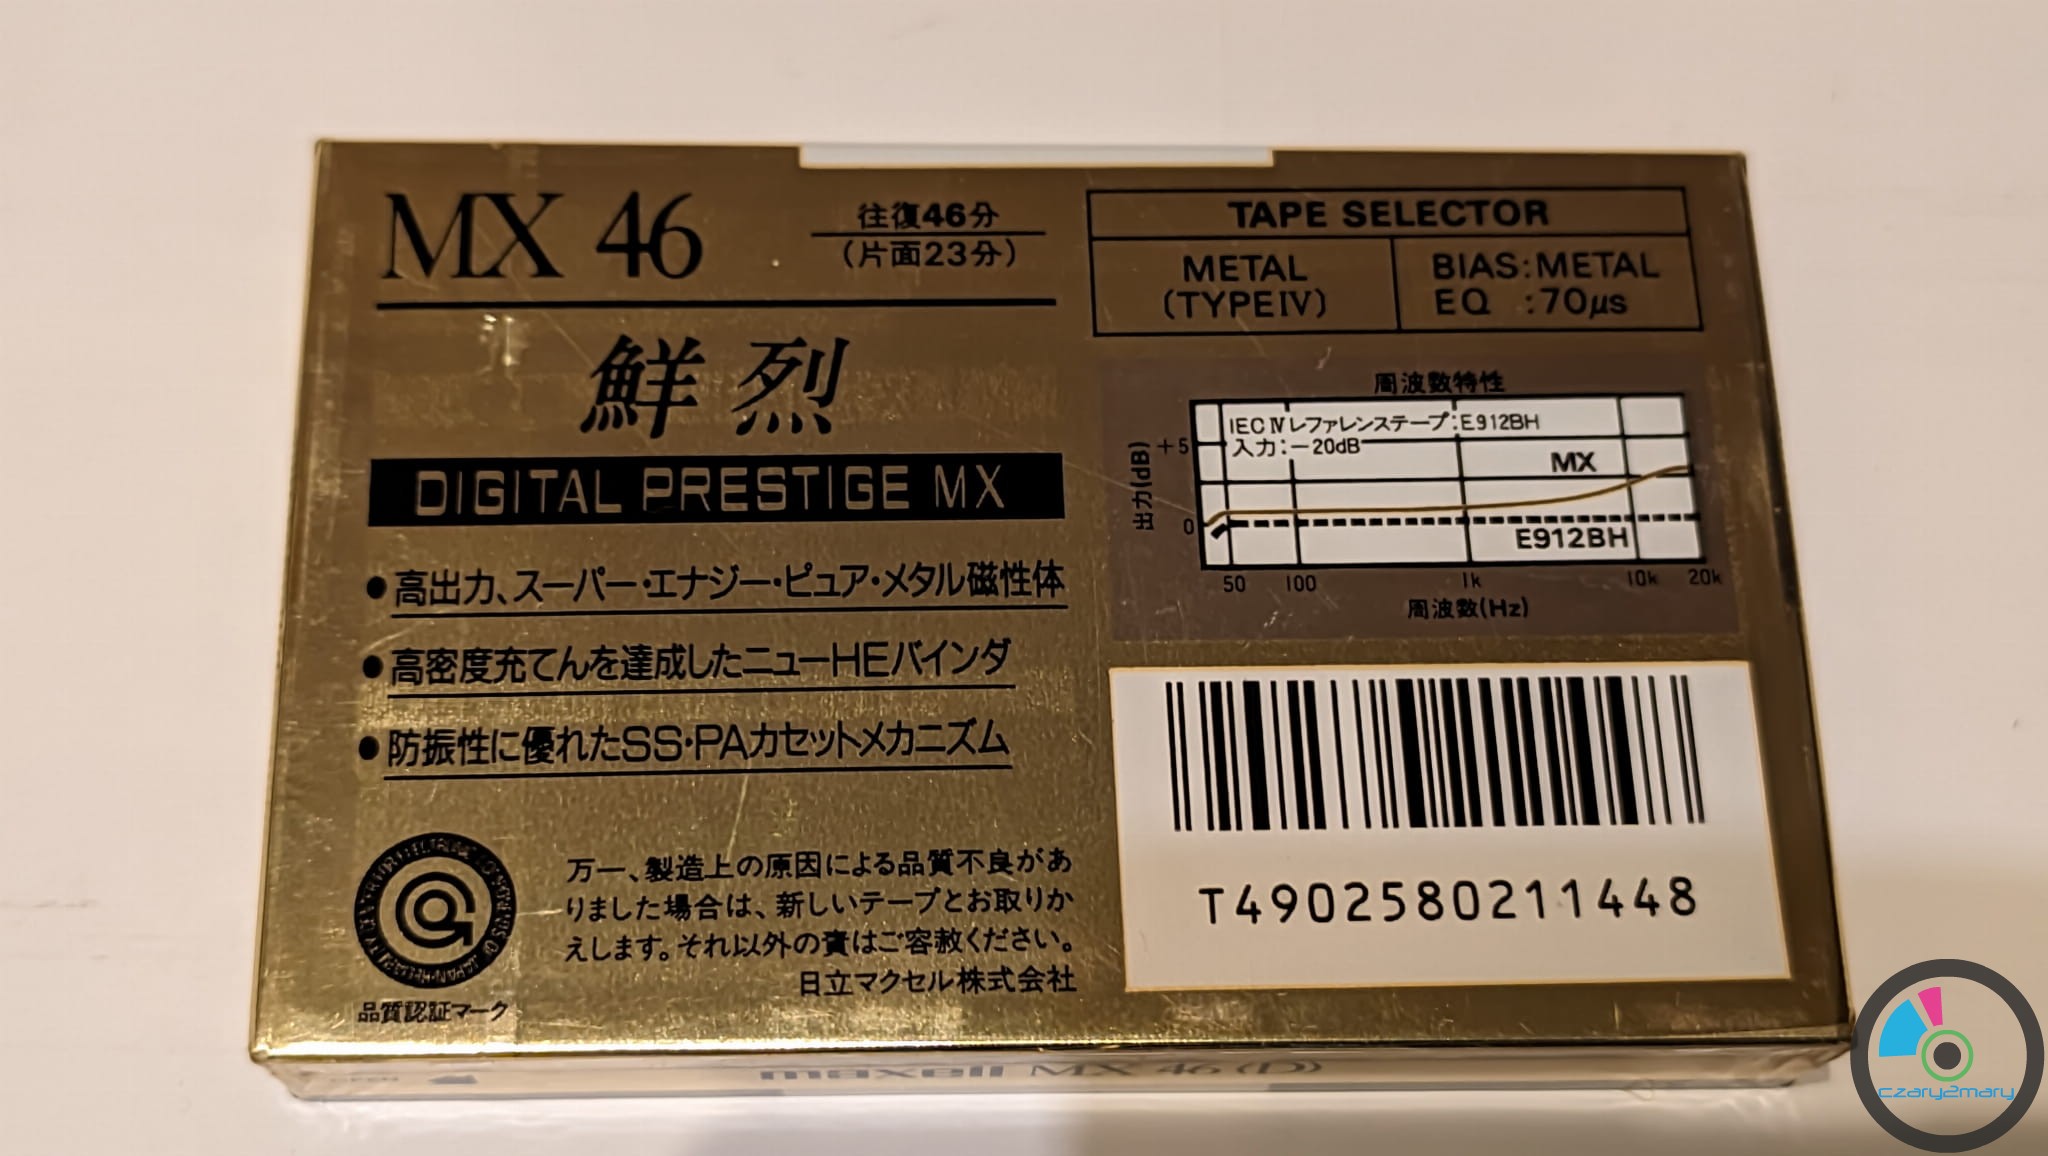 MX 46
往復46分
(片面23分)
鮮烈
DIGITAL PRESTIGE MX
●高出力、スーパー・エナジー・ピュア・メタル磁性体
●高密度充てんを達成したニューHEバインダ
●防振性に優れたSS・PAカセットメカニズム
品質認証マーク
万一、製造上の原因による品質不良があ
りました場合は、新しいテープとお取りか
えします。それ以外の責はご容赦ください。
日立マクセル株式会社
TAPE SELECTOR
METAL
(TYPEⅣ)
BIAS:METAL
EQ :70μs
周波数特性
IEC Ⅳ レファレンステープ:E912BH
入力:−20dB
MX
E912BH
出力(dB)
+5
0
50 100 1k 10k 20k
周波数(Hz)
T4902580211448
OPEN
maxell MX 46 (D)
czary2mary